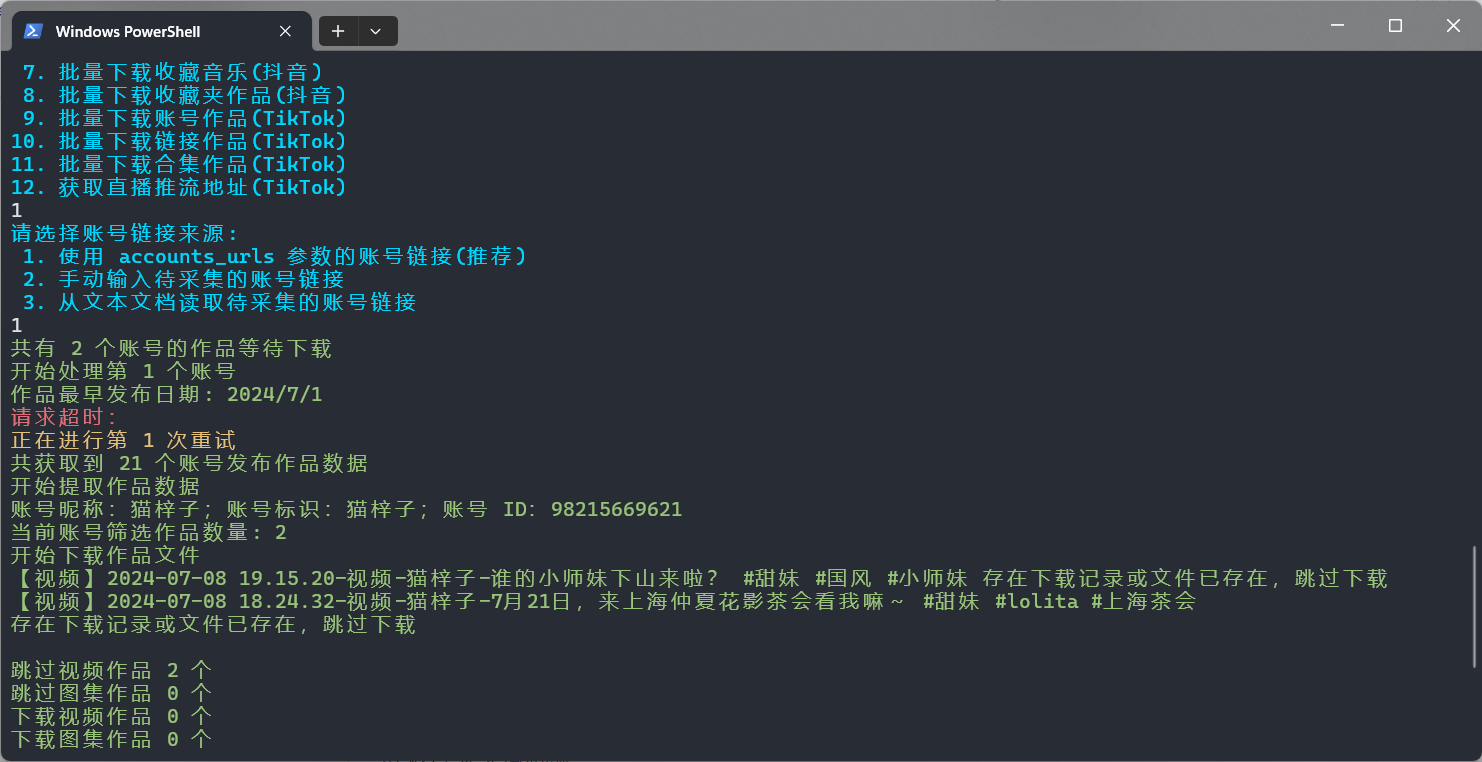 Windows PowerShell
7. 批量下载收藏音乐(抖音)
8. 批量下载收藏夹作品(抖音)
9. 批量下载账号作品(TikTok)
10. 批量下载链接作品(TikTok)
11. 批量下载合集作品(TikTok)
12. 获取直播推流地址(TikTok)
1
请选择账号链接来源:
1. 使用 accounts_urls 参数的账号链接(推荐)
2. 手动输入待采集的账号链接
3. 从文本文档读取待采集的账号链接
1
共有 2 个账号的作品等待下载
开始处理第 1 个账号
作品最早发布日期: 2024/7/1
请求超时:
正在进行第 1 次重试
共获取到 21 个账号发布作品数据
开始提取作品数据
账号昵称: 猫梓子; 账号标识: 猫梓子; 账号 ID: 98215669621
当前账号筛选作品数量: 2
开始下载作品文件
【视频】2024-07-08 19.15.20-视频-猫梓子-谁的小师妹下山来啦? #甜妹 #国风 #小师妹 存在下载记录或文件已存在, 跳过下载
【视频】2024-07-08 18.24.32-视频-猫梓子-7月21日, 来上海仲夏花影茶会看我嘛~ #甜妹 #lolita #上海茶会
存在下载记录或文件已存在, 跳过下载
跳过视频作品 2 个
跳过图集作品 0 个
下载视频作品 0 个
下载图集作品 0 个